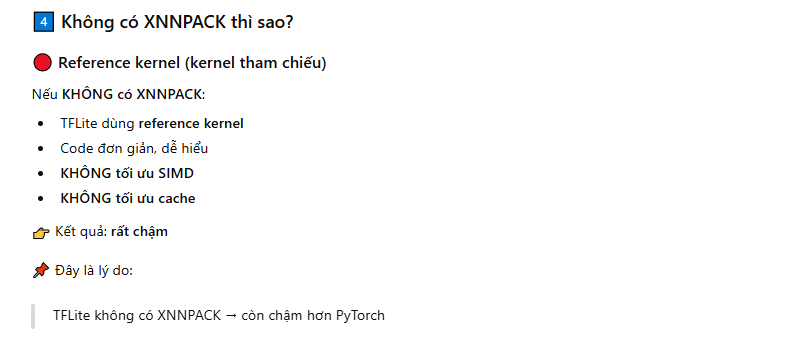 4 Không có XNNPACK thì sao?
Reference kernel (kernel tham chiếu)
Nếu KHÔNG có XNNPACK:
• TFLite dùng reference kernel
• Code đơn giản, dễ hiểu
• KHÔNG tối ưu SIMD
• KHÔNG tối ưu cache
👉 Kết quả: rất chậm
📌 Đây là lý do:
TFLite không có XNNPACK → còn chậm hơn PyTorch